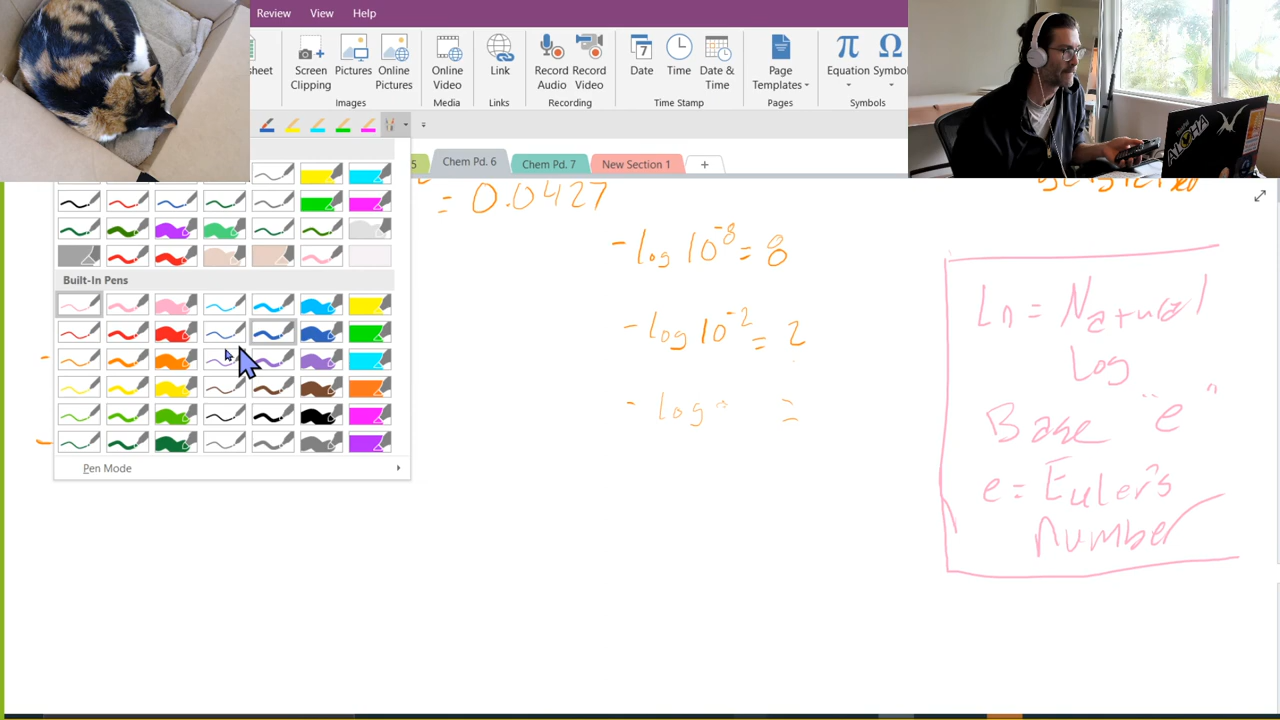 Review View Help
Screen Clipping
Pictures
Online Pictures
Online Video
Link
Record Audio
Record Video
Date
Time
Date & Time
Page Templates
Equation
Images
Media
Links
Recording
Time Stamp
Pages
Symbols
5
Chem Pd. 6
Chem Pd. 7
New Section 1
+
= 0.0427
-log 10⁻⁸ = 8
-log 10⁻² = 2
- log =
Ln = Natural
Log
Base "e"
e = Euler's
Number
Built-In Pens
Pen Mode
ALOHA